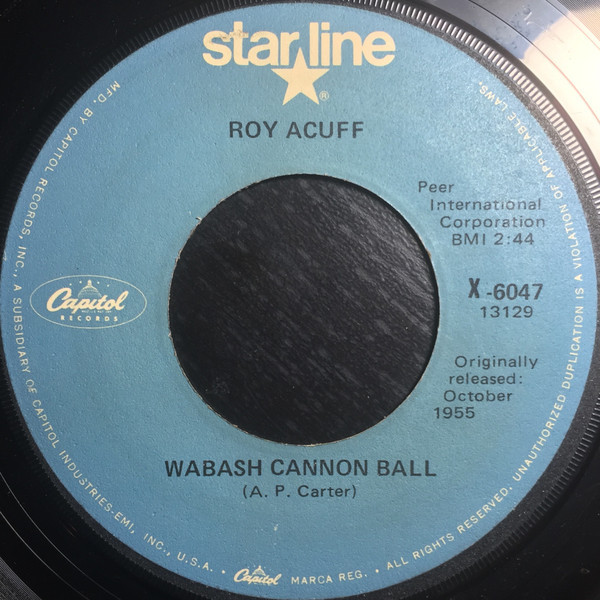 starline
®
ROY ACUFF
Peer
International
Corporation
BMI 2:44
X-6047
13129
Originally
released:
October
1955
Capitol
RECORDS
WABASH CANNON BALL
(A. P. Carter)
MFD. BY CAPITOL RECORDS, INC., A SUBSIDIARY OF CAPITOL INDUSTRIES-EMI, INC., U.S.A. • Capitol MARCA REG. • ALL RIGHTS RESERVED. UNAUTHORIZED DUPLICATION IS A VIOLATION OF APPLICABLE LAWS.